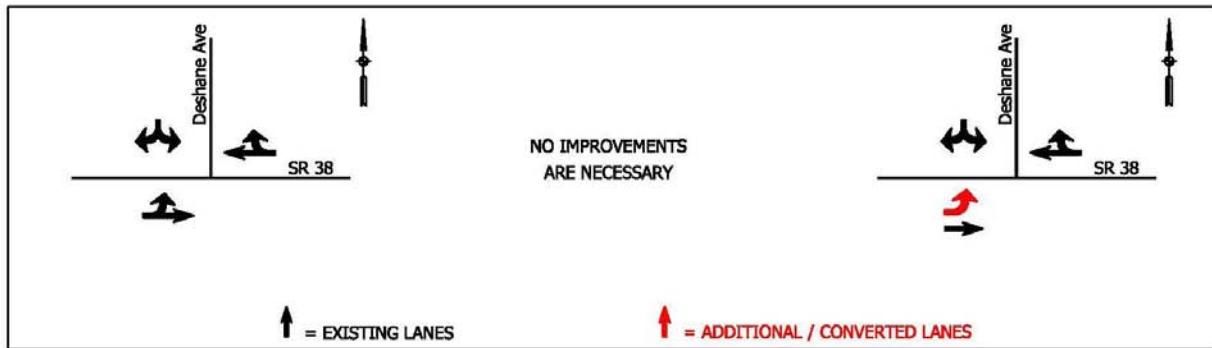 Deshane Ave
SR 38
NO IMPROVEMENTS
ARE NECESSARY
Deshane Ave
SR 38
= EXISTING LANES
= ADDITIONAL / CONVERTED LANES